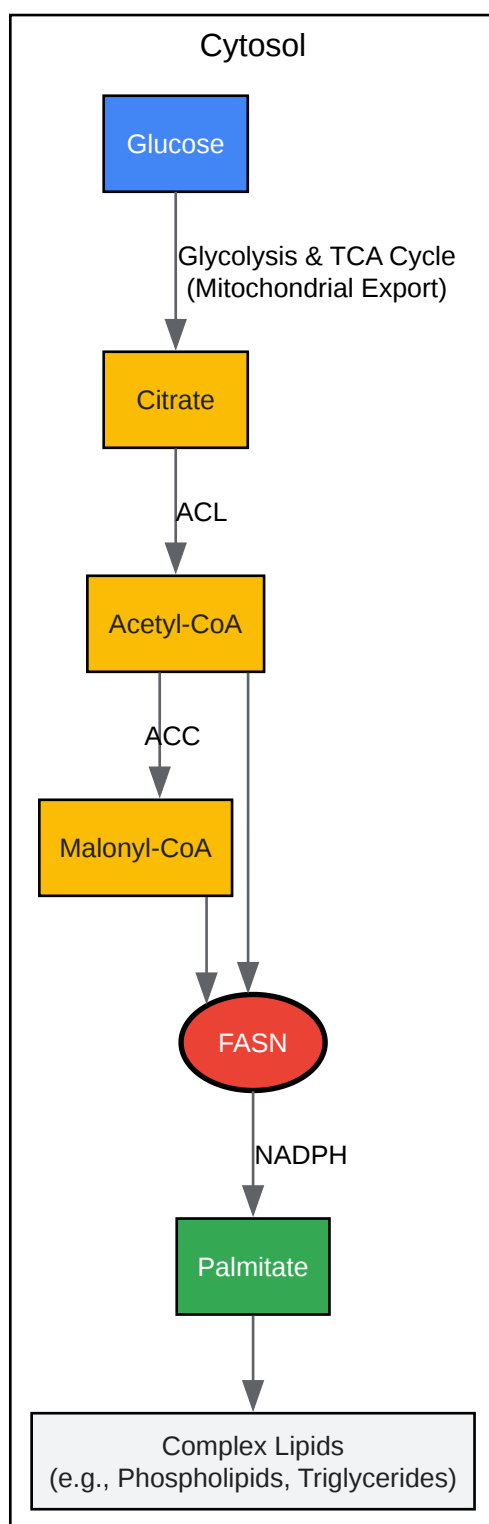 Cytosol
Glucose
Glycolysis & TCA Cycle
(Mitochondrial Export)
Citrate
ACL
Acetyl-CoA
ACC
Malonyl-CoA
FASN
NADPH
Palmitate
Complex Lipids
(e.g., Phospholipids, Triglycerides)